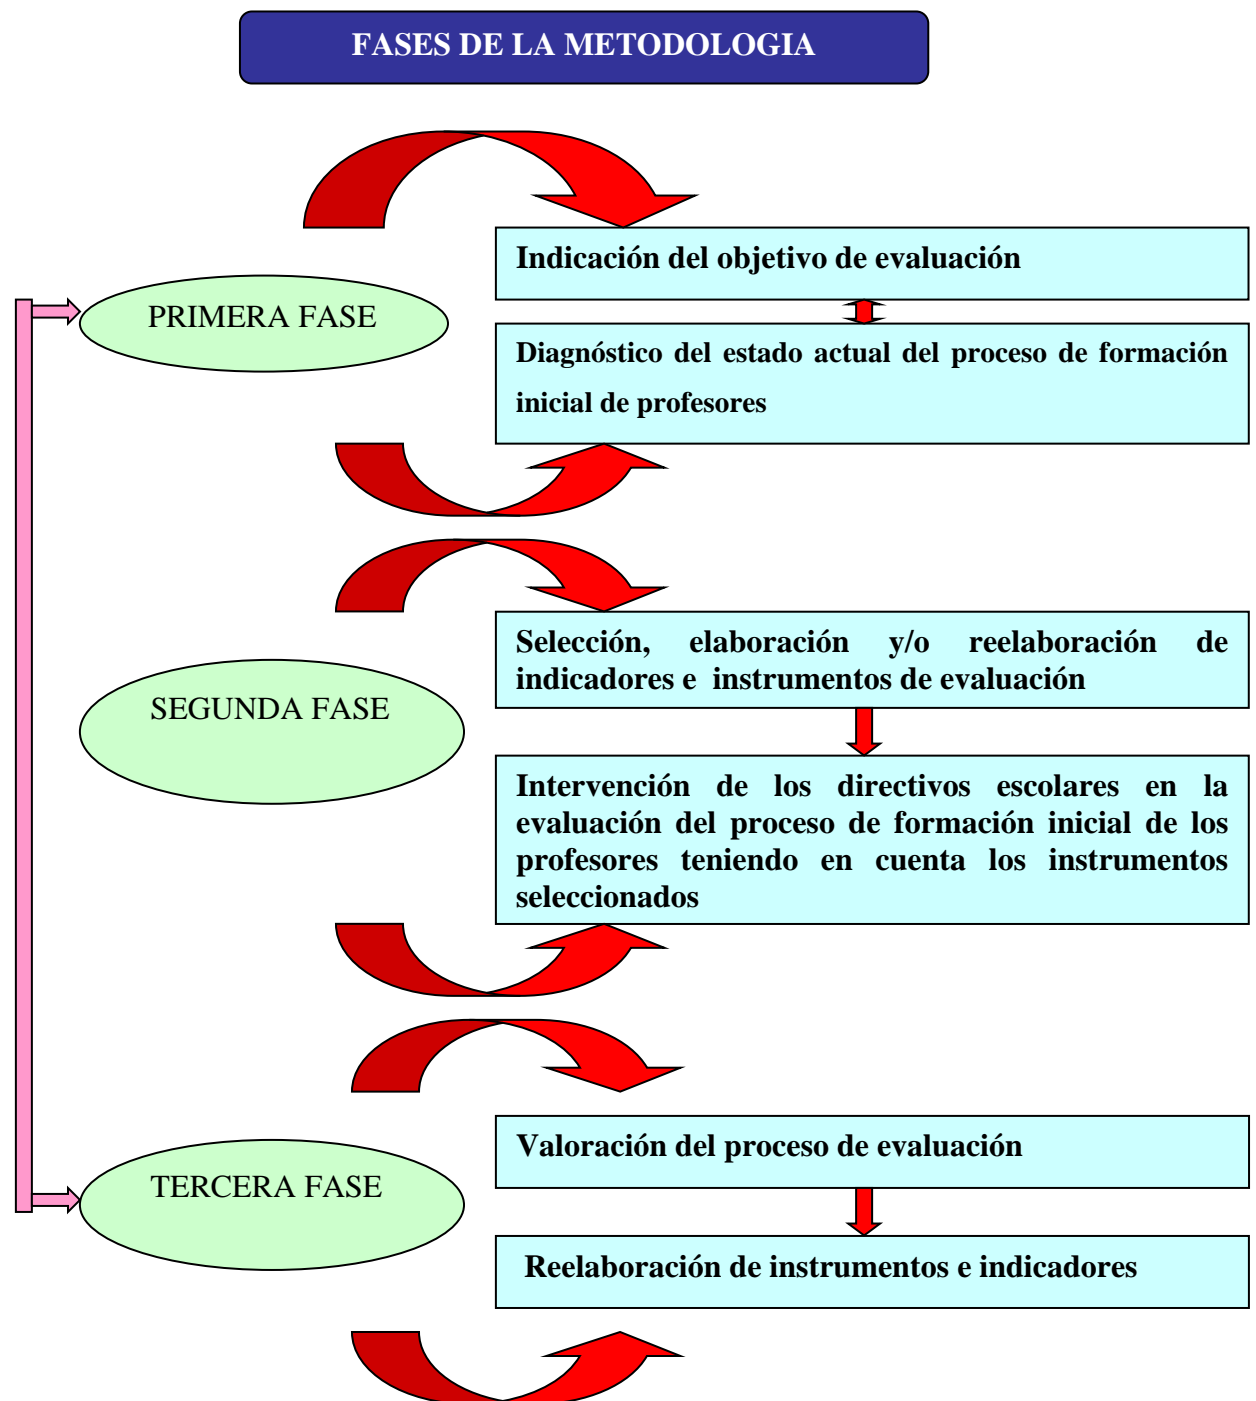 FASES DE LA METODOLOGIA
Indicación del objetivo de evaluación
PRIMERA FASE
Diagnóstico del estado actual del proceso de formación
inicial de profesores
Selección, elaboración y/o reelaboración de
indicadores e instrumentos de evaluación
SEGUNDA FASE
Intervención de los directivos escolares en la
evaluación del proceso de formación inicial de los
profesores teniendo en cuenta los instrumentos
seleccionados
Valoración del proceso de evaluación
TERCERA FASE
Reelaboración de instrumentos e indicadores